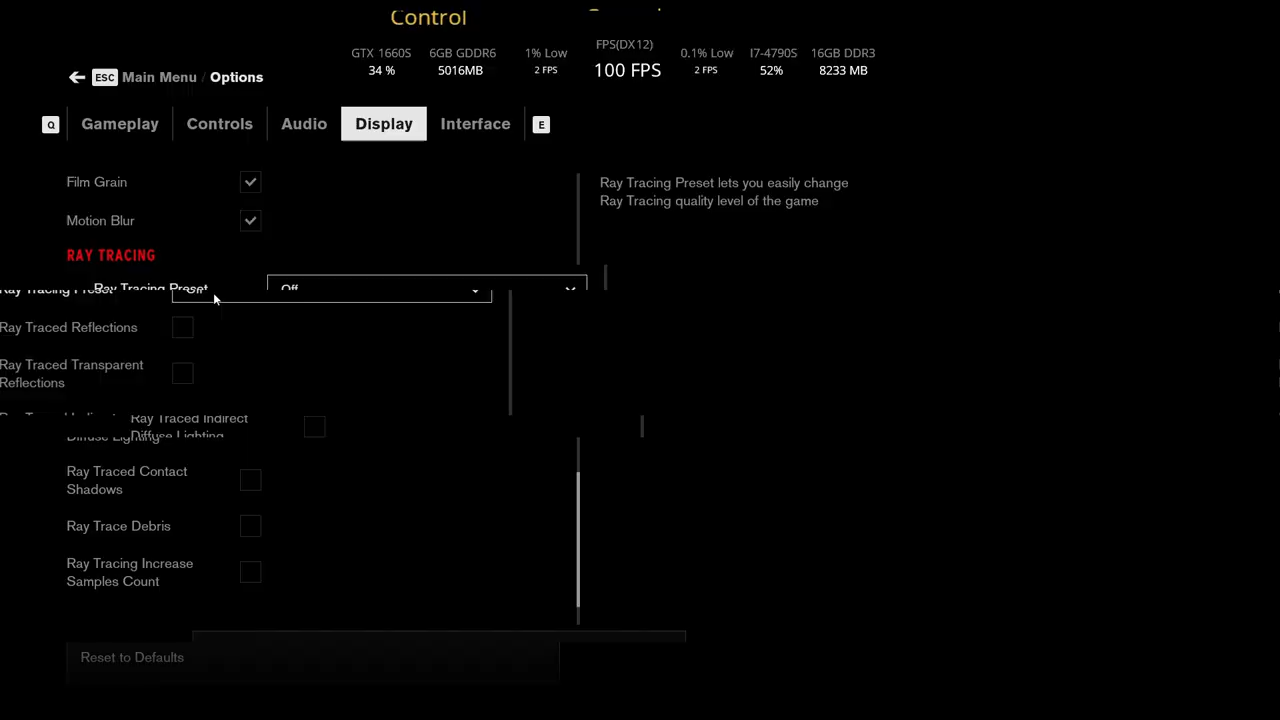 Control
FPS(DX12)
GTX 1660S 6GB GDDR6 1% Low 0.1% Low I7-4790S 16GB DDR3
34 % 5016MB 2 FPS 100 FPS 2 FPS 52% 8233 MB
ESC Main Menu / Options
Q Gameplay Controls Audio Display Interface E
Film Grain
Ray Tracing Preset lets you easily change
Ray Tracing quality level of the game
Motion Blur
RAY TRACING
Ray Tracing Preset Off
Ray Traced Reflections
Ray Traced Transparent
Reflections
Ray Traced Indirect
Diffuse Lighting
Ray Traced Contact
Shadows
Ray Trace Debris
Ray Tracing Increase
Samples Count
Reset to Defaults